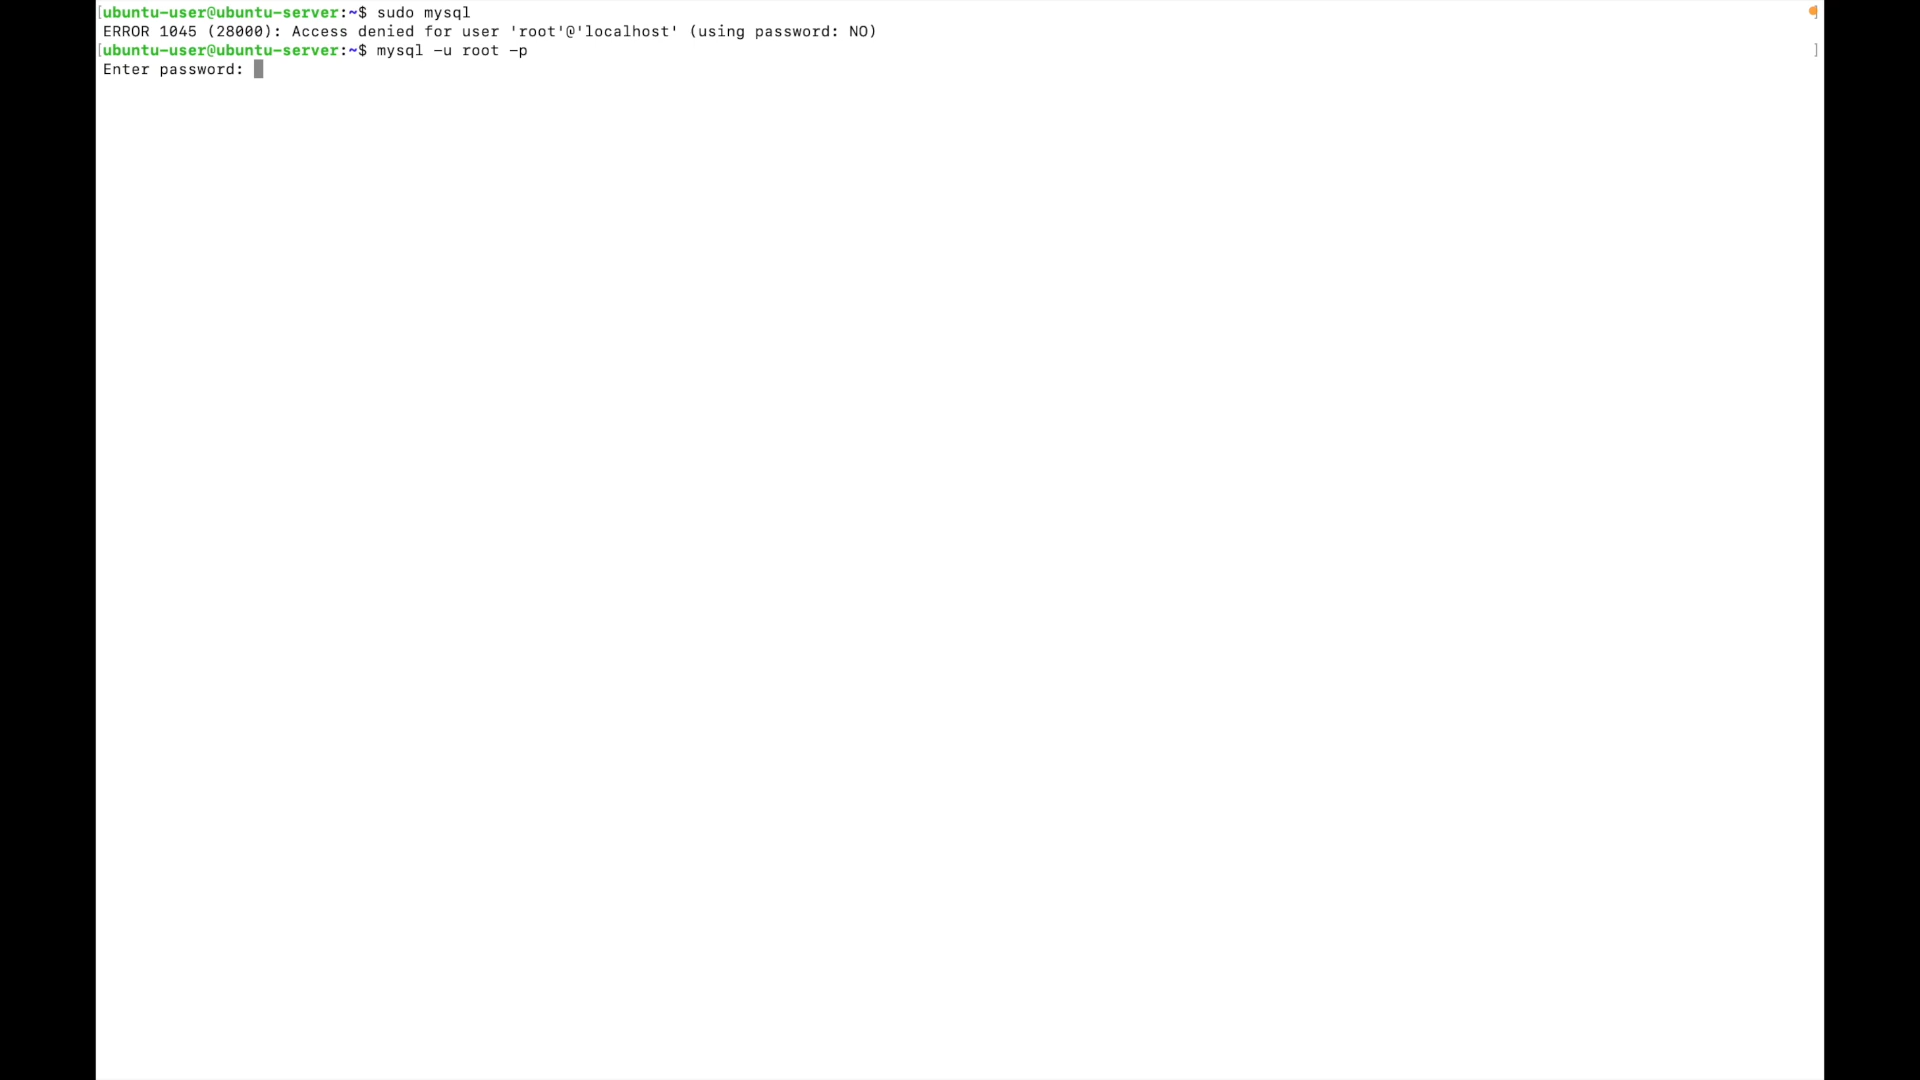 [ubuntu-user@ubuntu-server:~$ sudo mysql ]
ERROR 1045 (28000): Access denied for user 'root'@'localhost' (using password: NO)
[ubuntu-user@ubuntu-server:~$ mysql -u root -p ]
Enter password: